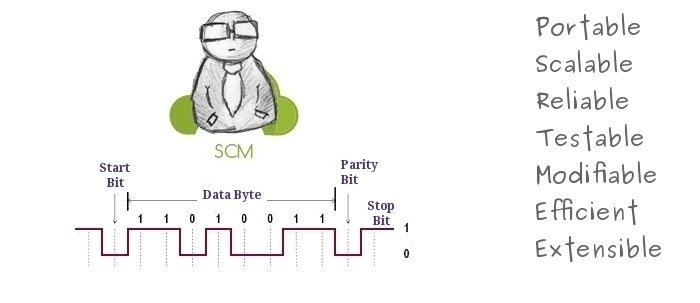 SCM
Start
Bit
Data Byte
Parity
Bit
Stop
Bit
1 1 0 1 0 0 1 1
1
0
Portable
Scalable
Reliable
Testable
Modifiable
Efficient
Extensible